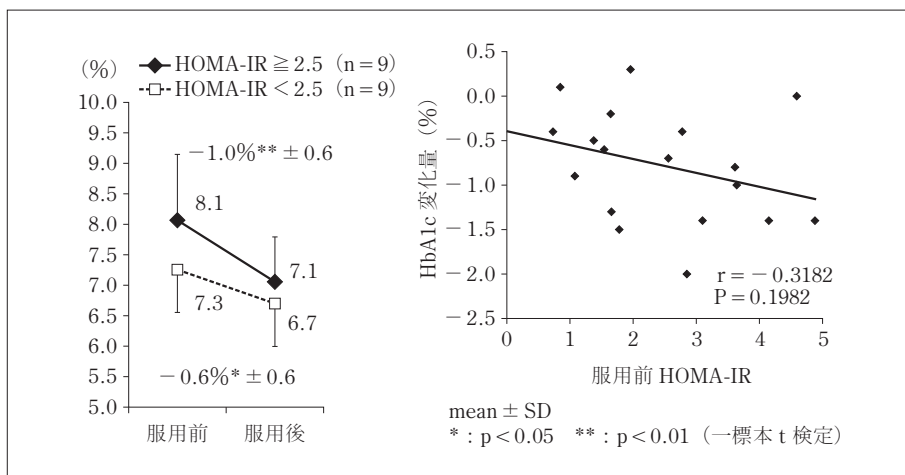 (%)
HOMA-IR ≧ 2.5 (n=9)
HOMA-IR < 2.5 (n=9)
10.0
9.5
9.0
8.5
8.0
7.5
7.0
6.5
6.0
5.5
5.0
−1.0%** ± 0.6
8.1
7.1
7.3
6.7
−0.6%* ± 0.6
服用前
服用後
HbA1c 変化量 (%)
0.5
0.0
−0.5
−1.0
−1.5
−2.0
−2.5
r = −0.3182
P = 0.1982
0
1
2
3
4
5
服用前 HOMA-IR
mean ± SD
* : p < 0.05 ** : p < 0.01 (一標本 t 検定)